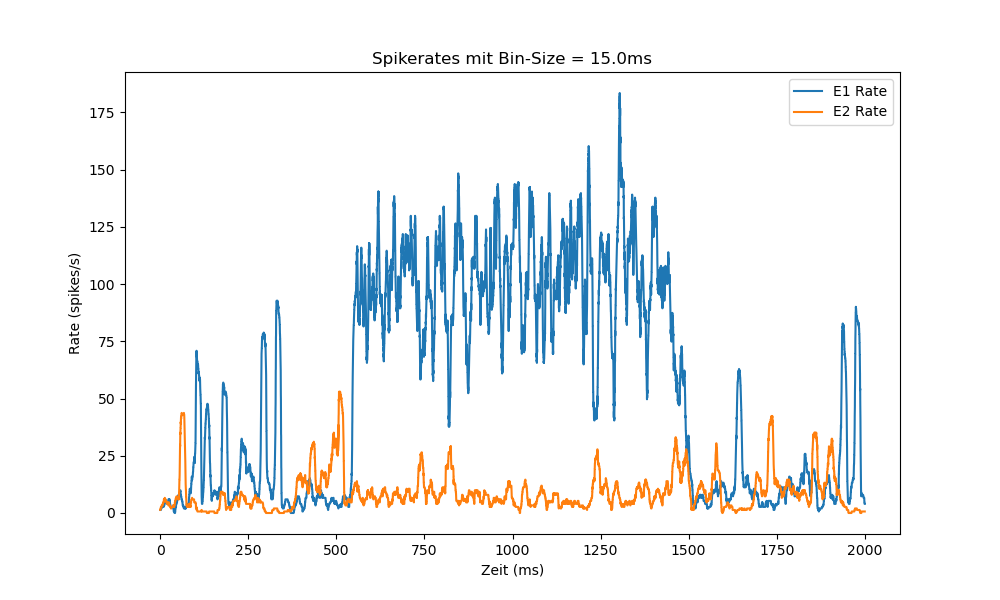 Spikerates mit Bin-Size = 15.0ms
E1 Rate
E2 Rate
175
150
125
100
75
50
25
0
Rate (spikes/s)
0 250 500 750 1000 1250 1500 1750 2000
Zeit (ms)